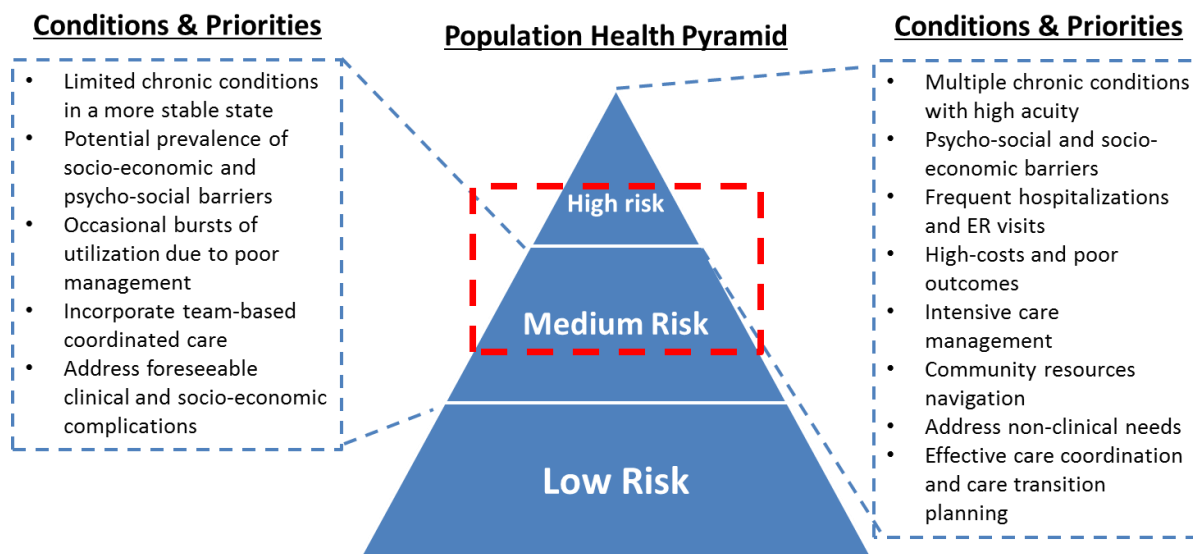 Conditions & Priorities
• Limited chronic conditions
in a more stable state
• Potential prevalence of
socio-economic and
psycho-social barriers
• Occasional bursts of
utilization due to poor
management
• Incorporate team-based
coordinated care
• Address foreseeable
clinical and socio-economic
complications
Population Health Pyramid
High risk
Medium Risk
Low Risk
Conditions & Priorities
• Multiple chronic conditions
with high acuity
• Psycho-social and socio-
economic barriers
• Frequent hospitalizations
and ER visits
• High-costs and poor
outcomes
• Intensive care
management
• Community resources
navigation
• Address non-clinical needs
• Effective care coordination
and care transition
planning